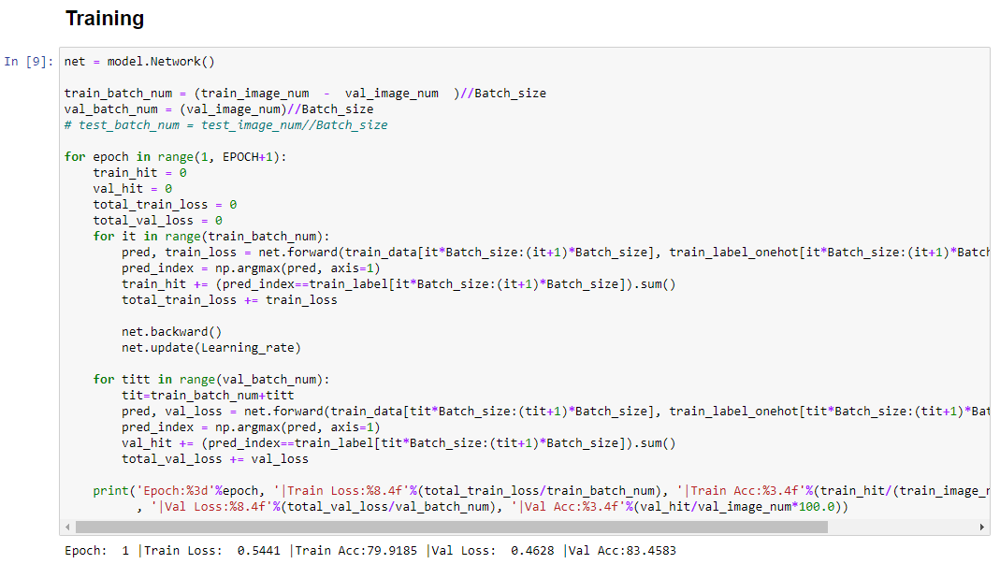 Training
In [9]:
net = model.Network()
train_batch_num = (train_image_num  -  val_image_num  )//Batch_size
val_batch_num = (val_image_num)//Batch_size
# test_batch_num = test_image_num//Batch_size
for epoch in range(1, EPOCH+1):
    train_hit = 0
    val_hit = 0
    total_train_loss = 0
    total_val_loss = 0
    for it in range(train_batch_num):
        pred, train_loss = net.forward(train_data[it*Batch_size:(it+1)*Batch_size], train_label_onehot[it*Batch_size:(it+1)*Batch
        pred_index = np.argmax(pred, axis=1)
        train_hit += (pred_index==train_label[it*Batch_size:(it+1)*Batch_size]).sum()
        total_train_loss += train_loss
        net.backward()
        net.update(Learning_rate)
    for titt in range(val_batch_num):
        tit=train_batch_num+titt
        pred, val_loss = net.forward(train_data[tit*Batch_size:(tit+1)*Batch_size], train_label_onehot[tit*Batch_size:(tit+1)*Bat
        pred_index = np.argmax(pred, axis=1)
        val_hit += (pred_index==train_label[tit*Batch_size:(tit+1)*Batch_size]).sum()
        total_val_loss += val_loss
    print('Epoch:%3d'%epoch, '|Train Loss:%8.4f'%(total_train_loss/train_batch_num), '|Train Acc:%3.4f'%(train_hit/(train_image_n
          , '|Val Loss:%8.4f'%(total_val_loss/val_batch_num), '|Val Acc:%3.4f'%(val_hit/val_image_num*100.0))
Epoch:  1 |Train Loss:  0.5441 |Train Acc:79.9185 |Val Loss:  0.4628 |Val Acc:83.4583